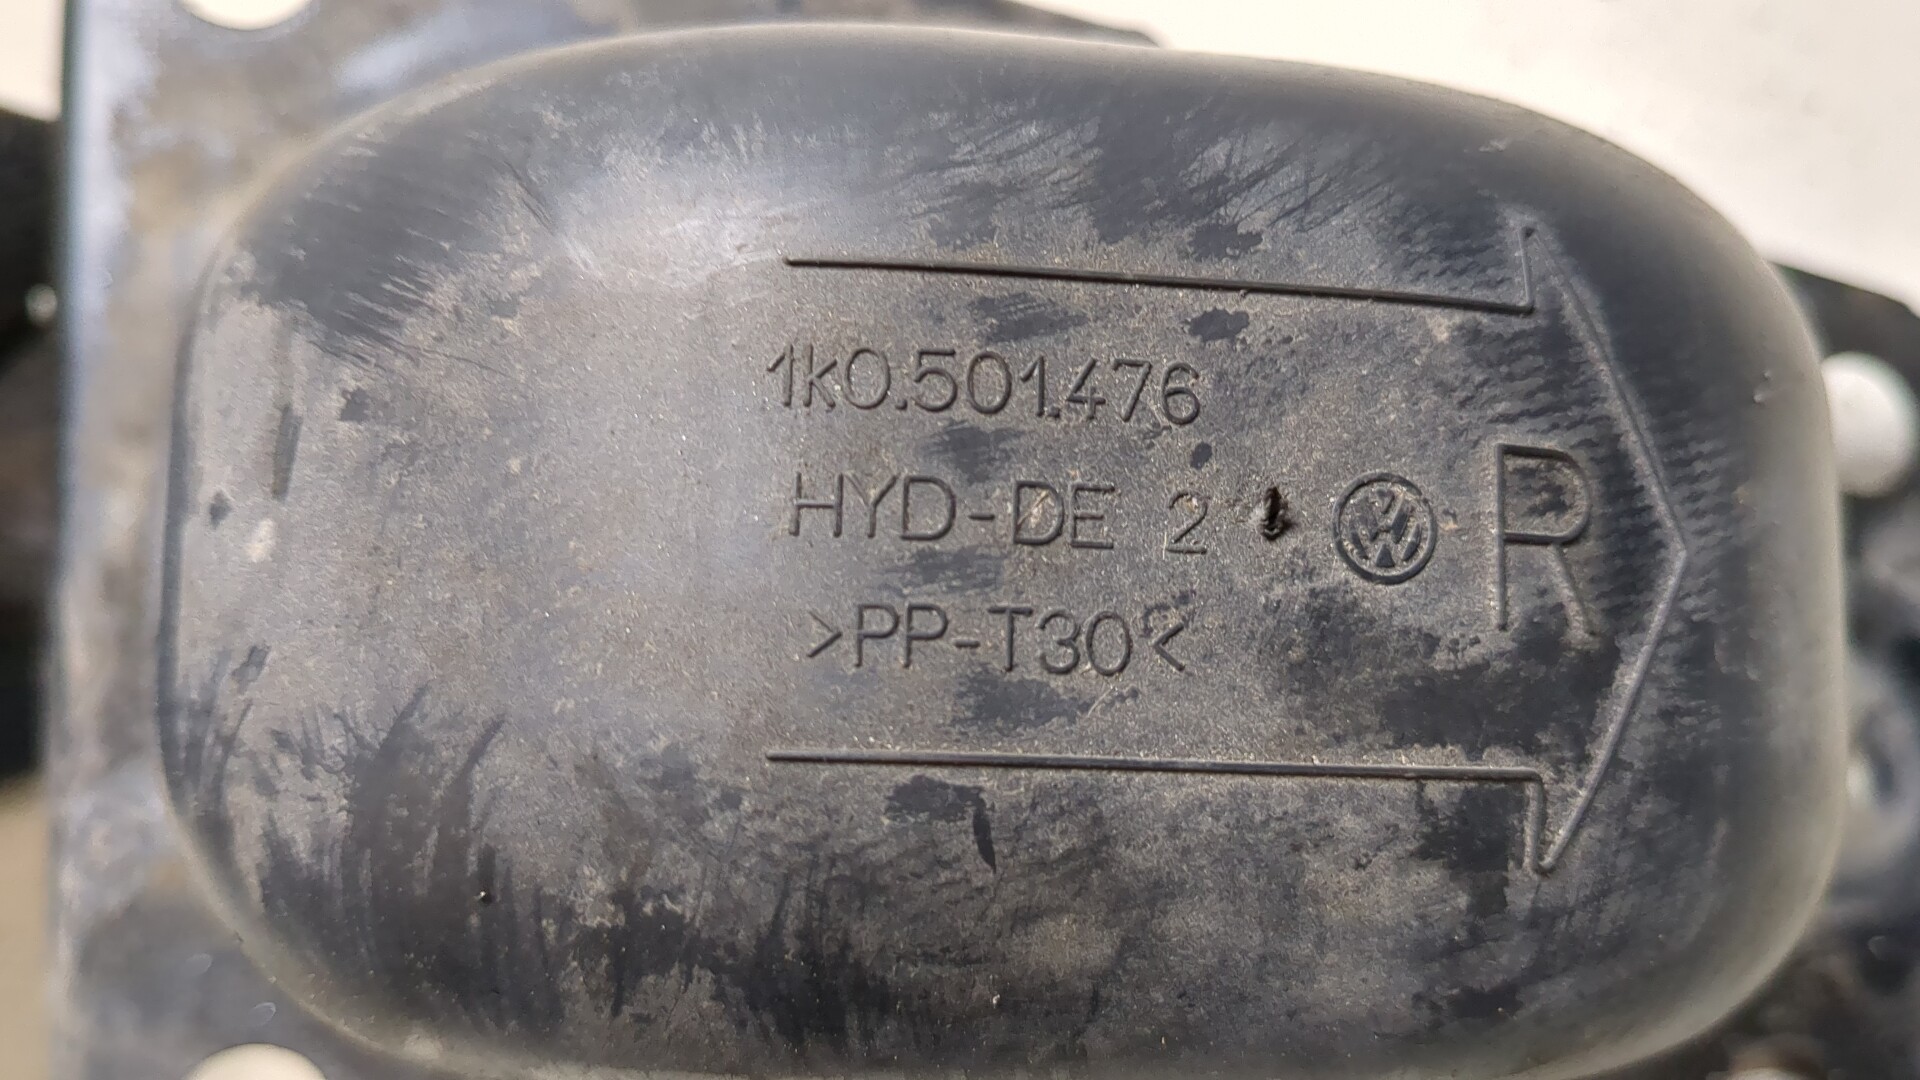 1k0.501.476
HYD-DE 2
R
>PP-T30<